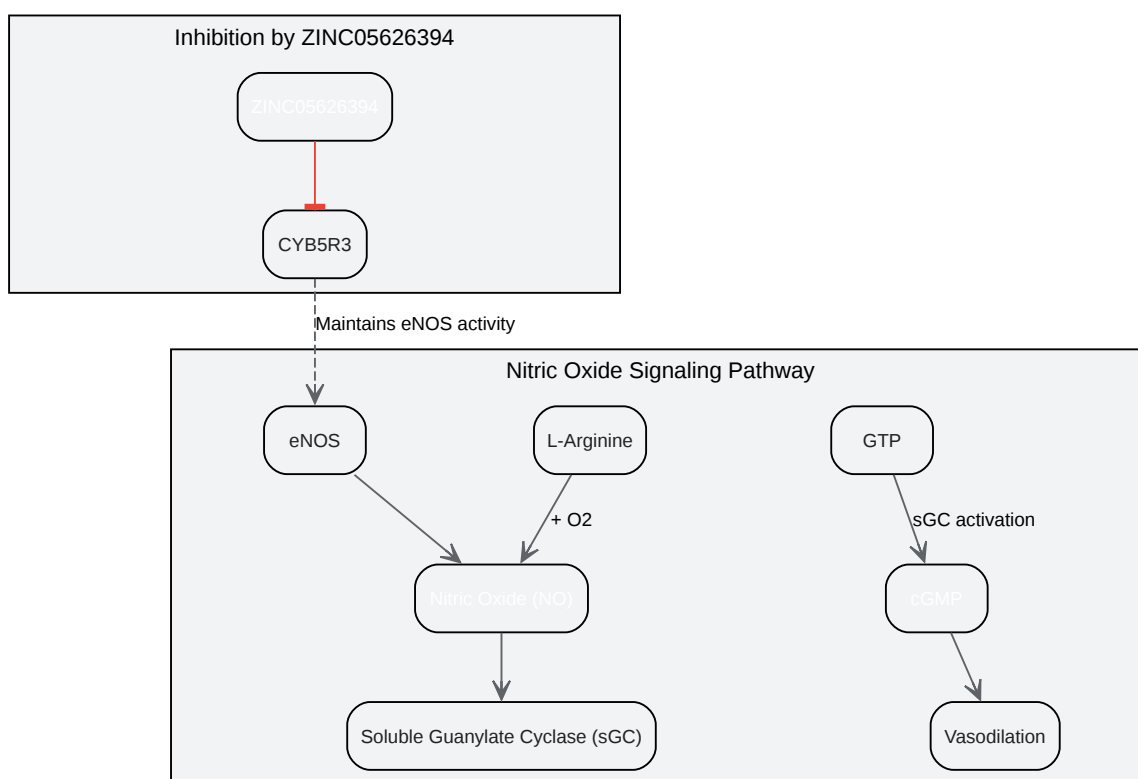 Inhibition by ZINC05626394
ZINC05626394
CYB5R3
Maintains eNOS activity
Nitric Oxide Signaling Pathway
eNOS
L-Arginine
GTP
+ O2
sGC activation
Nitric Oxide (NO)
cGMP
Soluble Guanylate Cyclase (sGC)
Vasodilation